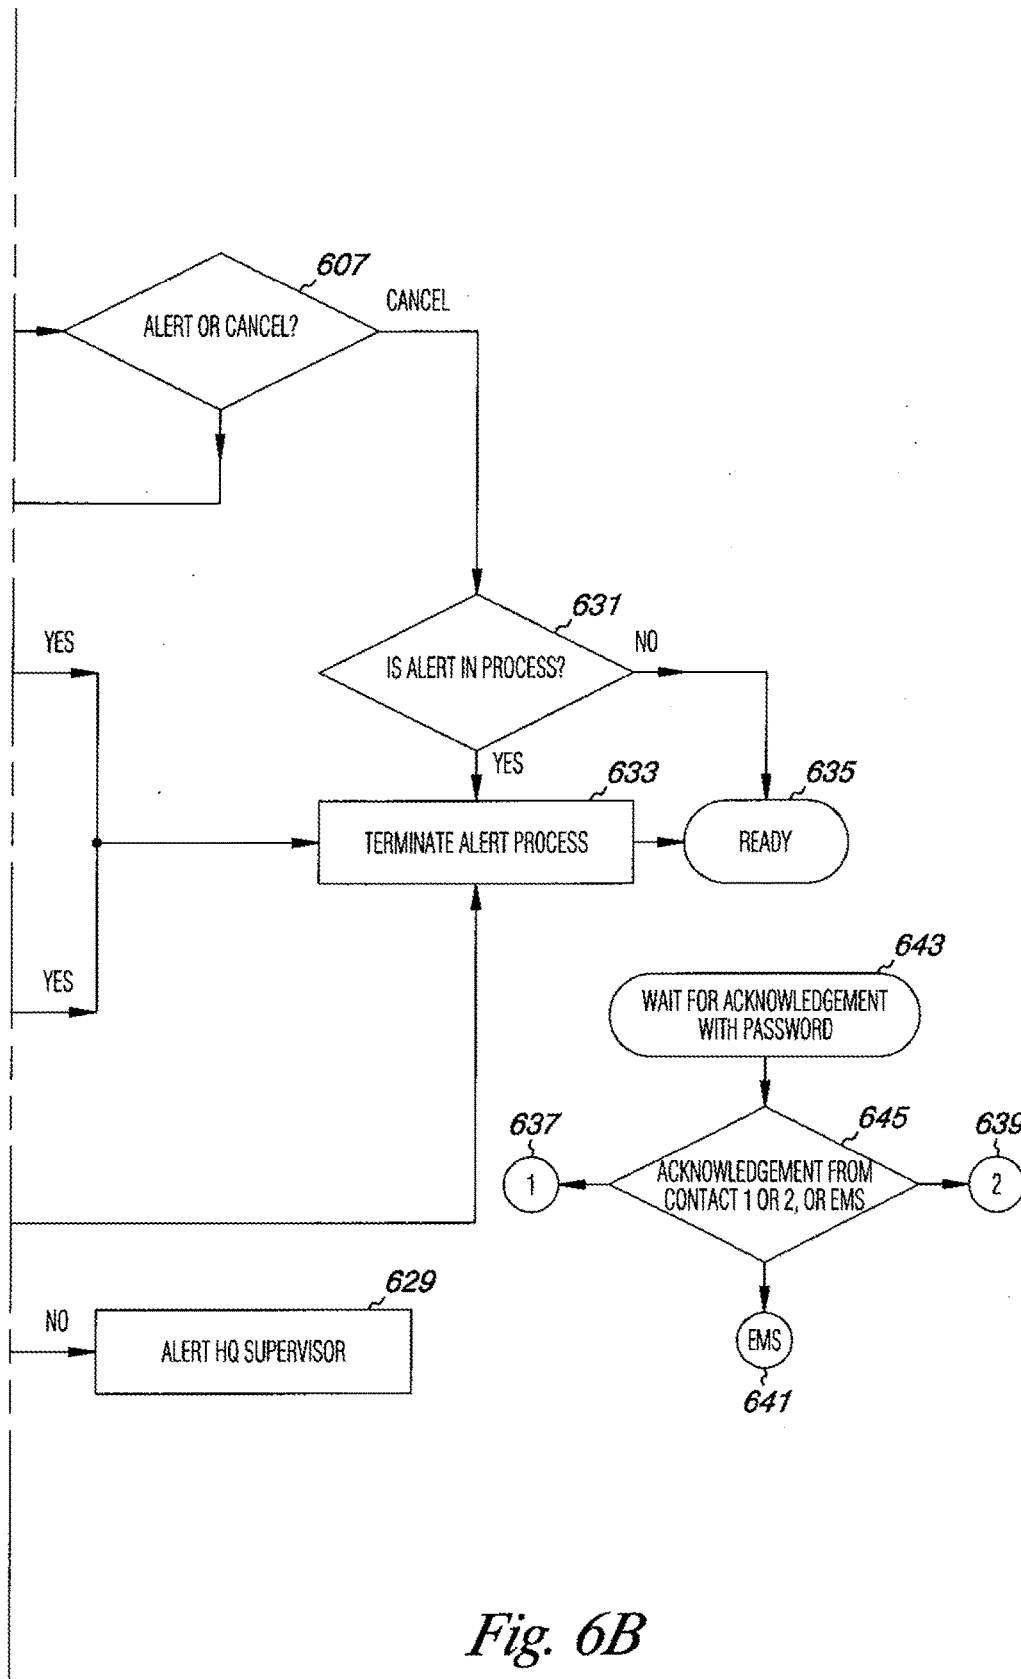 607
CANCEL
ALERT OR CANCEL?
631
YES
NO
IS ALERT IN PROCESS?
YES
633
635
TERMINATE ALERT PROCESS
READY
643
YES
WAIT FOR ACKNOWLEDGEMENT
WITH PASSWORD
637
645
639
1
ACKNOWLEDGEMENT FROM
CONTACT 1 OR 2, OR EMS
2
629
NO
ALERT HQ SUPERVISOR
EMS
641
Fig. 6B